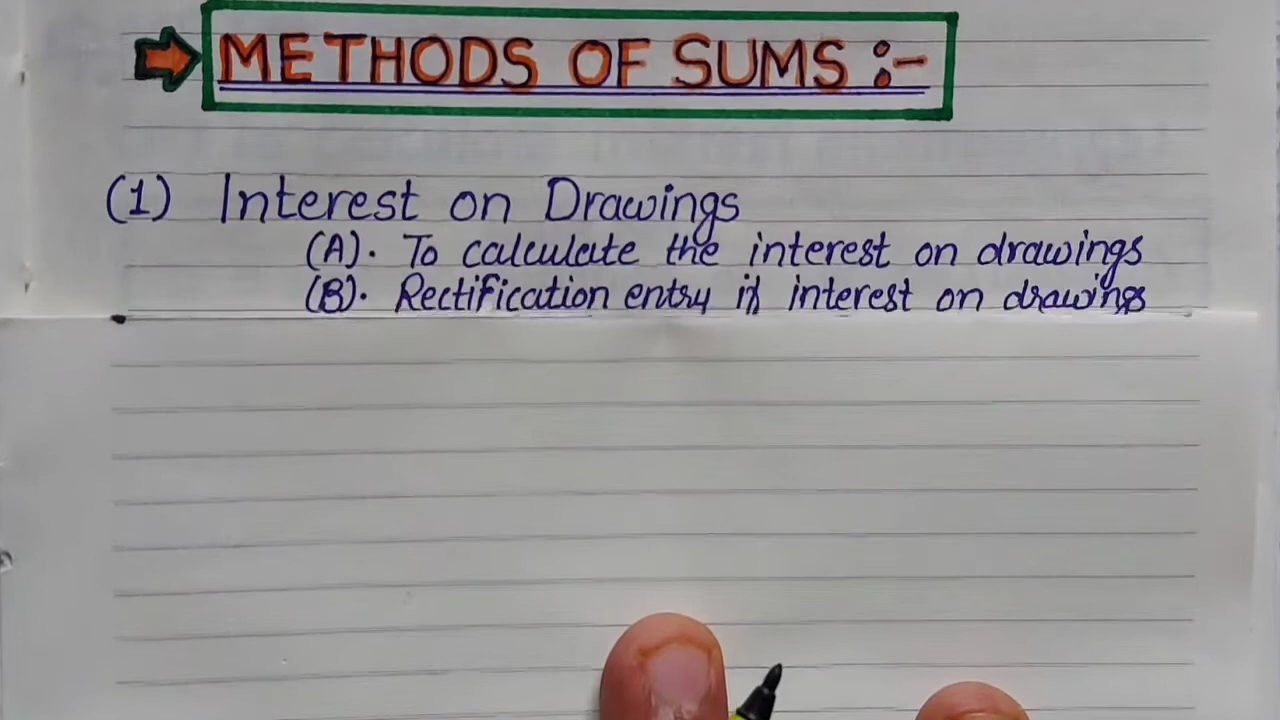 METHODS OF SUMS :-
(1) Interest on Drawings
(A). To calculate the interest on drawings
(B). Rectification entry if interest on drawings